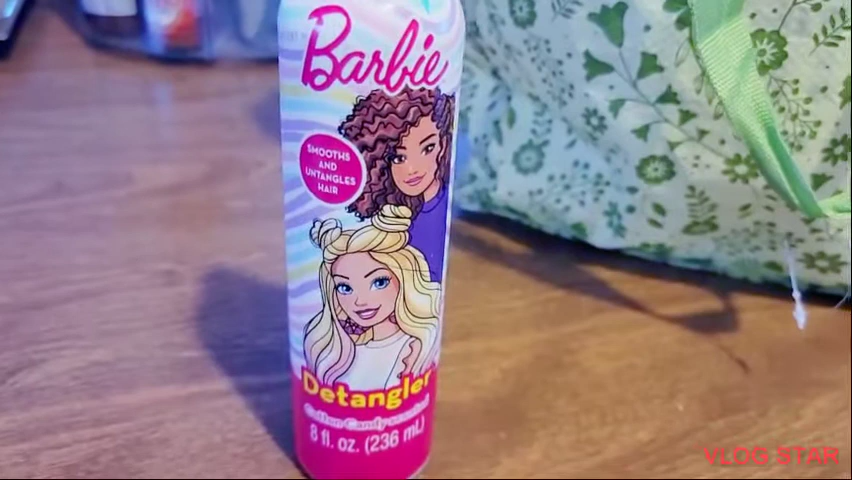 Barbie
SMOOTHS
AND
UNTANGLES
HAIR
Detangler
Cotton Candy scented
8 fl. oz. (236 mL)
VLOG STAR